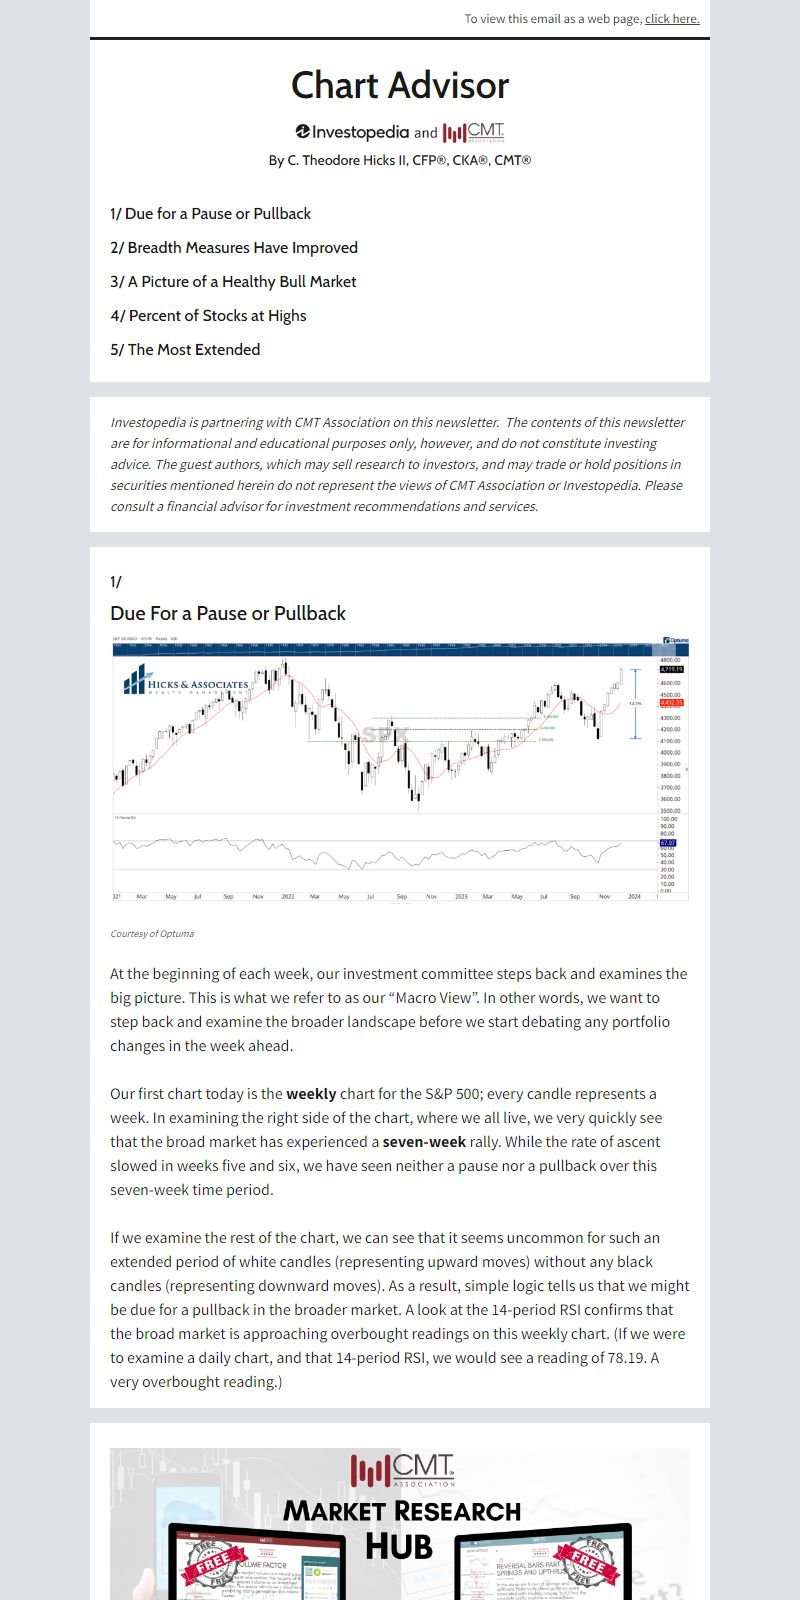 To view this email as a web page, click here.
Chart Advisor
Investopedia and CMT
ASSOCIATION
By C. Theodore Hicks II, CFP®, CKA®, CMT®
1/ Due for a Pause or Pullback
2/ Breadth Measures Have Improved
3/ A Picture of a Healthy Bull Market
4/ Percent of Stocks at Highs
5/ The Most Extended
Investopedia is partnering with CMT Association on this newsletter. The contents of this newsletter
are for informational and educational purposes only, however, and do not constitute investing
advice. The guest authors, which may sell research to investors, and may trade or hold positions in
securities mentioned herein do not represent the views of CMT Association or Investopedia. Please
consult a financial advisor for investment recommendations and services.
1/
Due For a Pause or Pullback
Optuma
HICKS & ASSOCIATES
WEALTH MANAGEMENT
SPX
4800.00
4,719.19
4600.00
4500.00
4,432.35
4300.00
4200.00
4100.00
4000.00
3900.00
3800.00
3700.00
3600.00
3500.00
14.5%
14 Period RSI
100.00
90.00
80.00
67.07
50.00
40.00
30.00
20.00
10.00
0.00
Mar May Jul Sep Nov 2022 Mar May Jul Sep Nov 2023 Mar May Jul Sep Nov 2024
Courtesy of Optuma
At the beginning of each week, our investment committee steps back and examines the
big picture. This is what we refer to as our “Macro View”. In other words, we want to
step back and examine the broader landscape before we start debating any portfolio
changes in the week ahead.
Our first chart today is the weekly chart for the S&P 500; every candle represents a
week. In examining the right side of the chart, where we all live, we very quickly see
that the broad market has experienced a seven-week rally. While the rate of ascent
slowed in weeks five and six, we have seen neither a pause nor a pullback over this
seven-week time period.
If we examine the rest of the chart, we can see that it seems uncommon for such an
extended period of white candles (representing upward moves) without any black
candles (representing downward moves). As a result, simple logic tells us that we might
be due for a pullback in the broader market. A look at the 14-period RSI confirms that
the broad market is approaching overbought readings on this weekly chart. (If we were
to examine a daily chart, and that 14-period RSI, we would see a reading of 78.19. A
very overbought reading.)
CMT
ASSOCIATION
MARKET RESEARCH
HUB
FREE
FREE
FREE
OLUME FACTOR
FREE
FREE
REVERSAL BARS PART
SPRINGS AND UPTHRUS